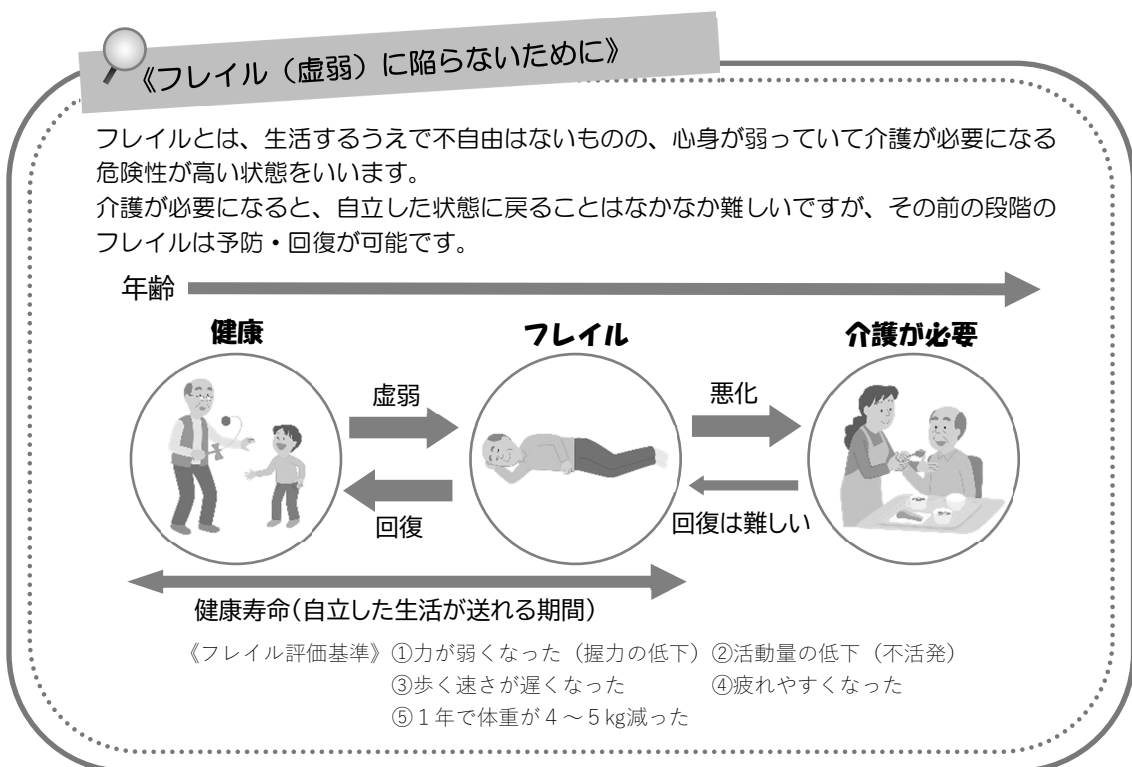 《フレイル（虚弱）に陥らないために》
フレイルとは、生活するうえで不自由はないものの、心身が弱っていて介護が必要になる
危険性が高い状態をいいます。
介護が必要になると、自立した状態に戻ることはなかなか難しいですが、その前の段階の
フレイルは予防・回復が可能です。
年齢
健康 フレイル 介護が必要
虚弱 悪化
回復 回復は難しい
健康寿命（自立した生活が送れる期間）
《フレイル評価基準》①力が弱くなった（握力の低下）②活動量の低下（不活発）
③歩く速さが遅くなった ④疲れやすくなった
⑤１年で体重が４～５kg減った